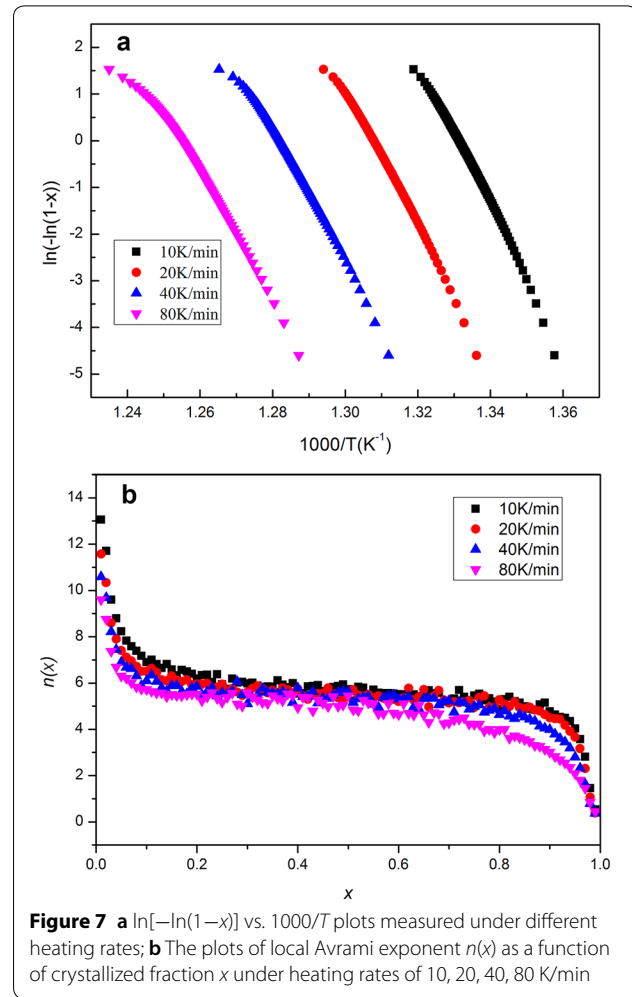 a
2
1
0
-1
-2
-3
-4
-5
ln(-ln(1-x))
10K/min
20K/min
40K/min
80K/min
1.24 1.26 1.28 1.30 1.32 1.34 1.36
1000/T(K⁻¹)
b
14
12
10
8
6
4
2
0
n(x)
10K/min
20K/min
40K/min
80K/min
0.0 0.2 0.4 0.6 0.8 1.0
x
Figure 7 a ln[−ln(1−x)] vs. 1000/T plots measured under different
heating rates; b The plots of local Avrami exponent n(x) as a function
of crystallized fraction x under heating rates of 10, 20, 40, 80 K/min